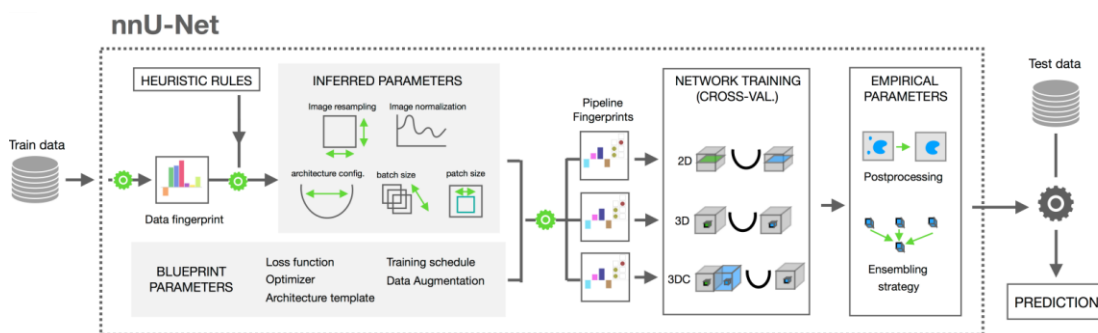 nnU-Net
Train data
HEURISTIC RULES
Data fingerprint
INFERRED PARAMETERS
Image resampling
Image normalization
architecture config.
batch size
patch size
BLUEPRINT
PARAMETERS
Loss function
Optimizer
Architecture template
Training schedule
Data Augmentation
Pipeline
Fingerprints
NETWORK TRAINING
(CROSS-VAL.)
2D
3D
3DC
EMPIRICAL
PARAMETERS
Postprocessing
Ensembling
strategy
Test data
PREDICTION